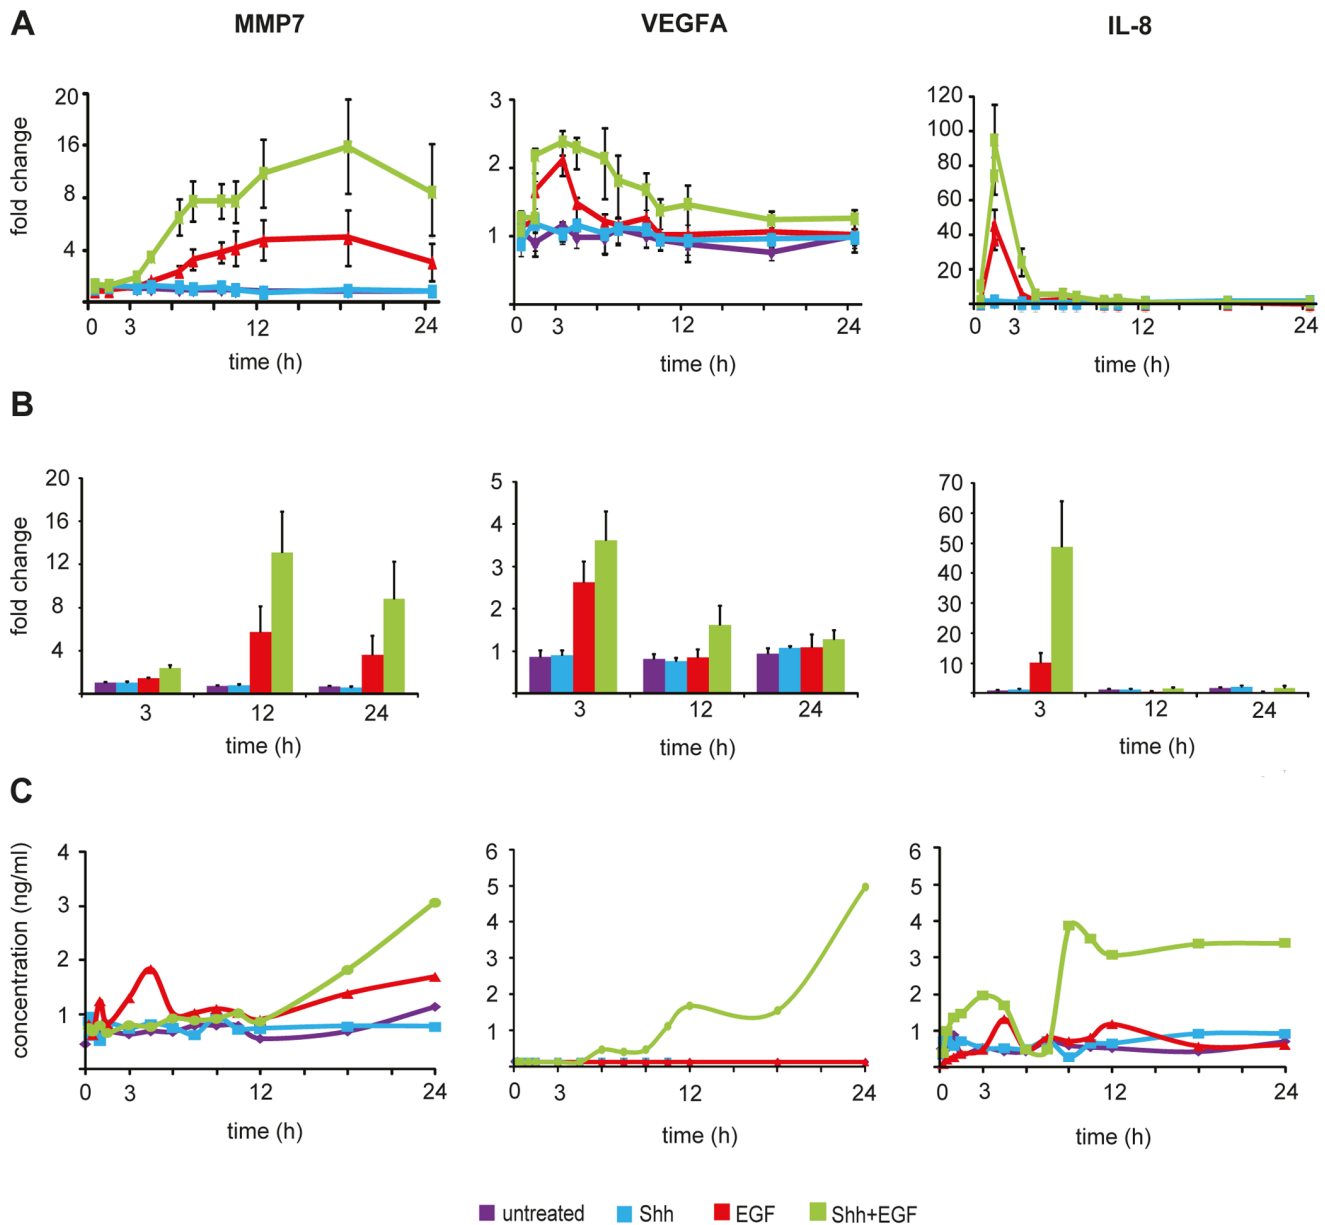 A
MMP7
VEGFA
IL-8
fold change
20
16
8
4
0 3 12 24
time (h)
3
2
1
0 3 12 24
time (h)
120
100
80
60
40
20
0 3 12 24
time (h)
B
fold change
20
16
12
8
4
3 12 24
time (h)
5
4
3
2
1
3 12 24
time (h)
70
60
50
40
30
20
10
3 12 24
time (h)
C
concentration (ng/ml)
4
3
2
1
0 3 12 24
time (h)
6
5
4
3
2
1
0 3 12 24
time (h)
6
5
4
3
2
1
0 3 12 24
time (h)
untreated Shh EGF Shh+EGF